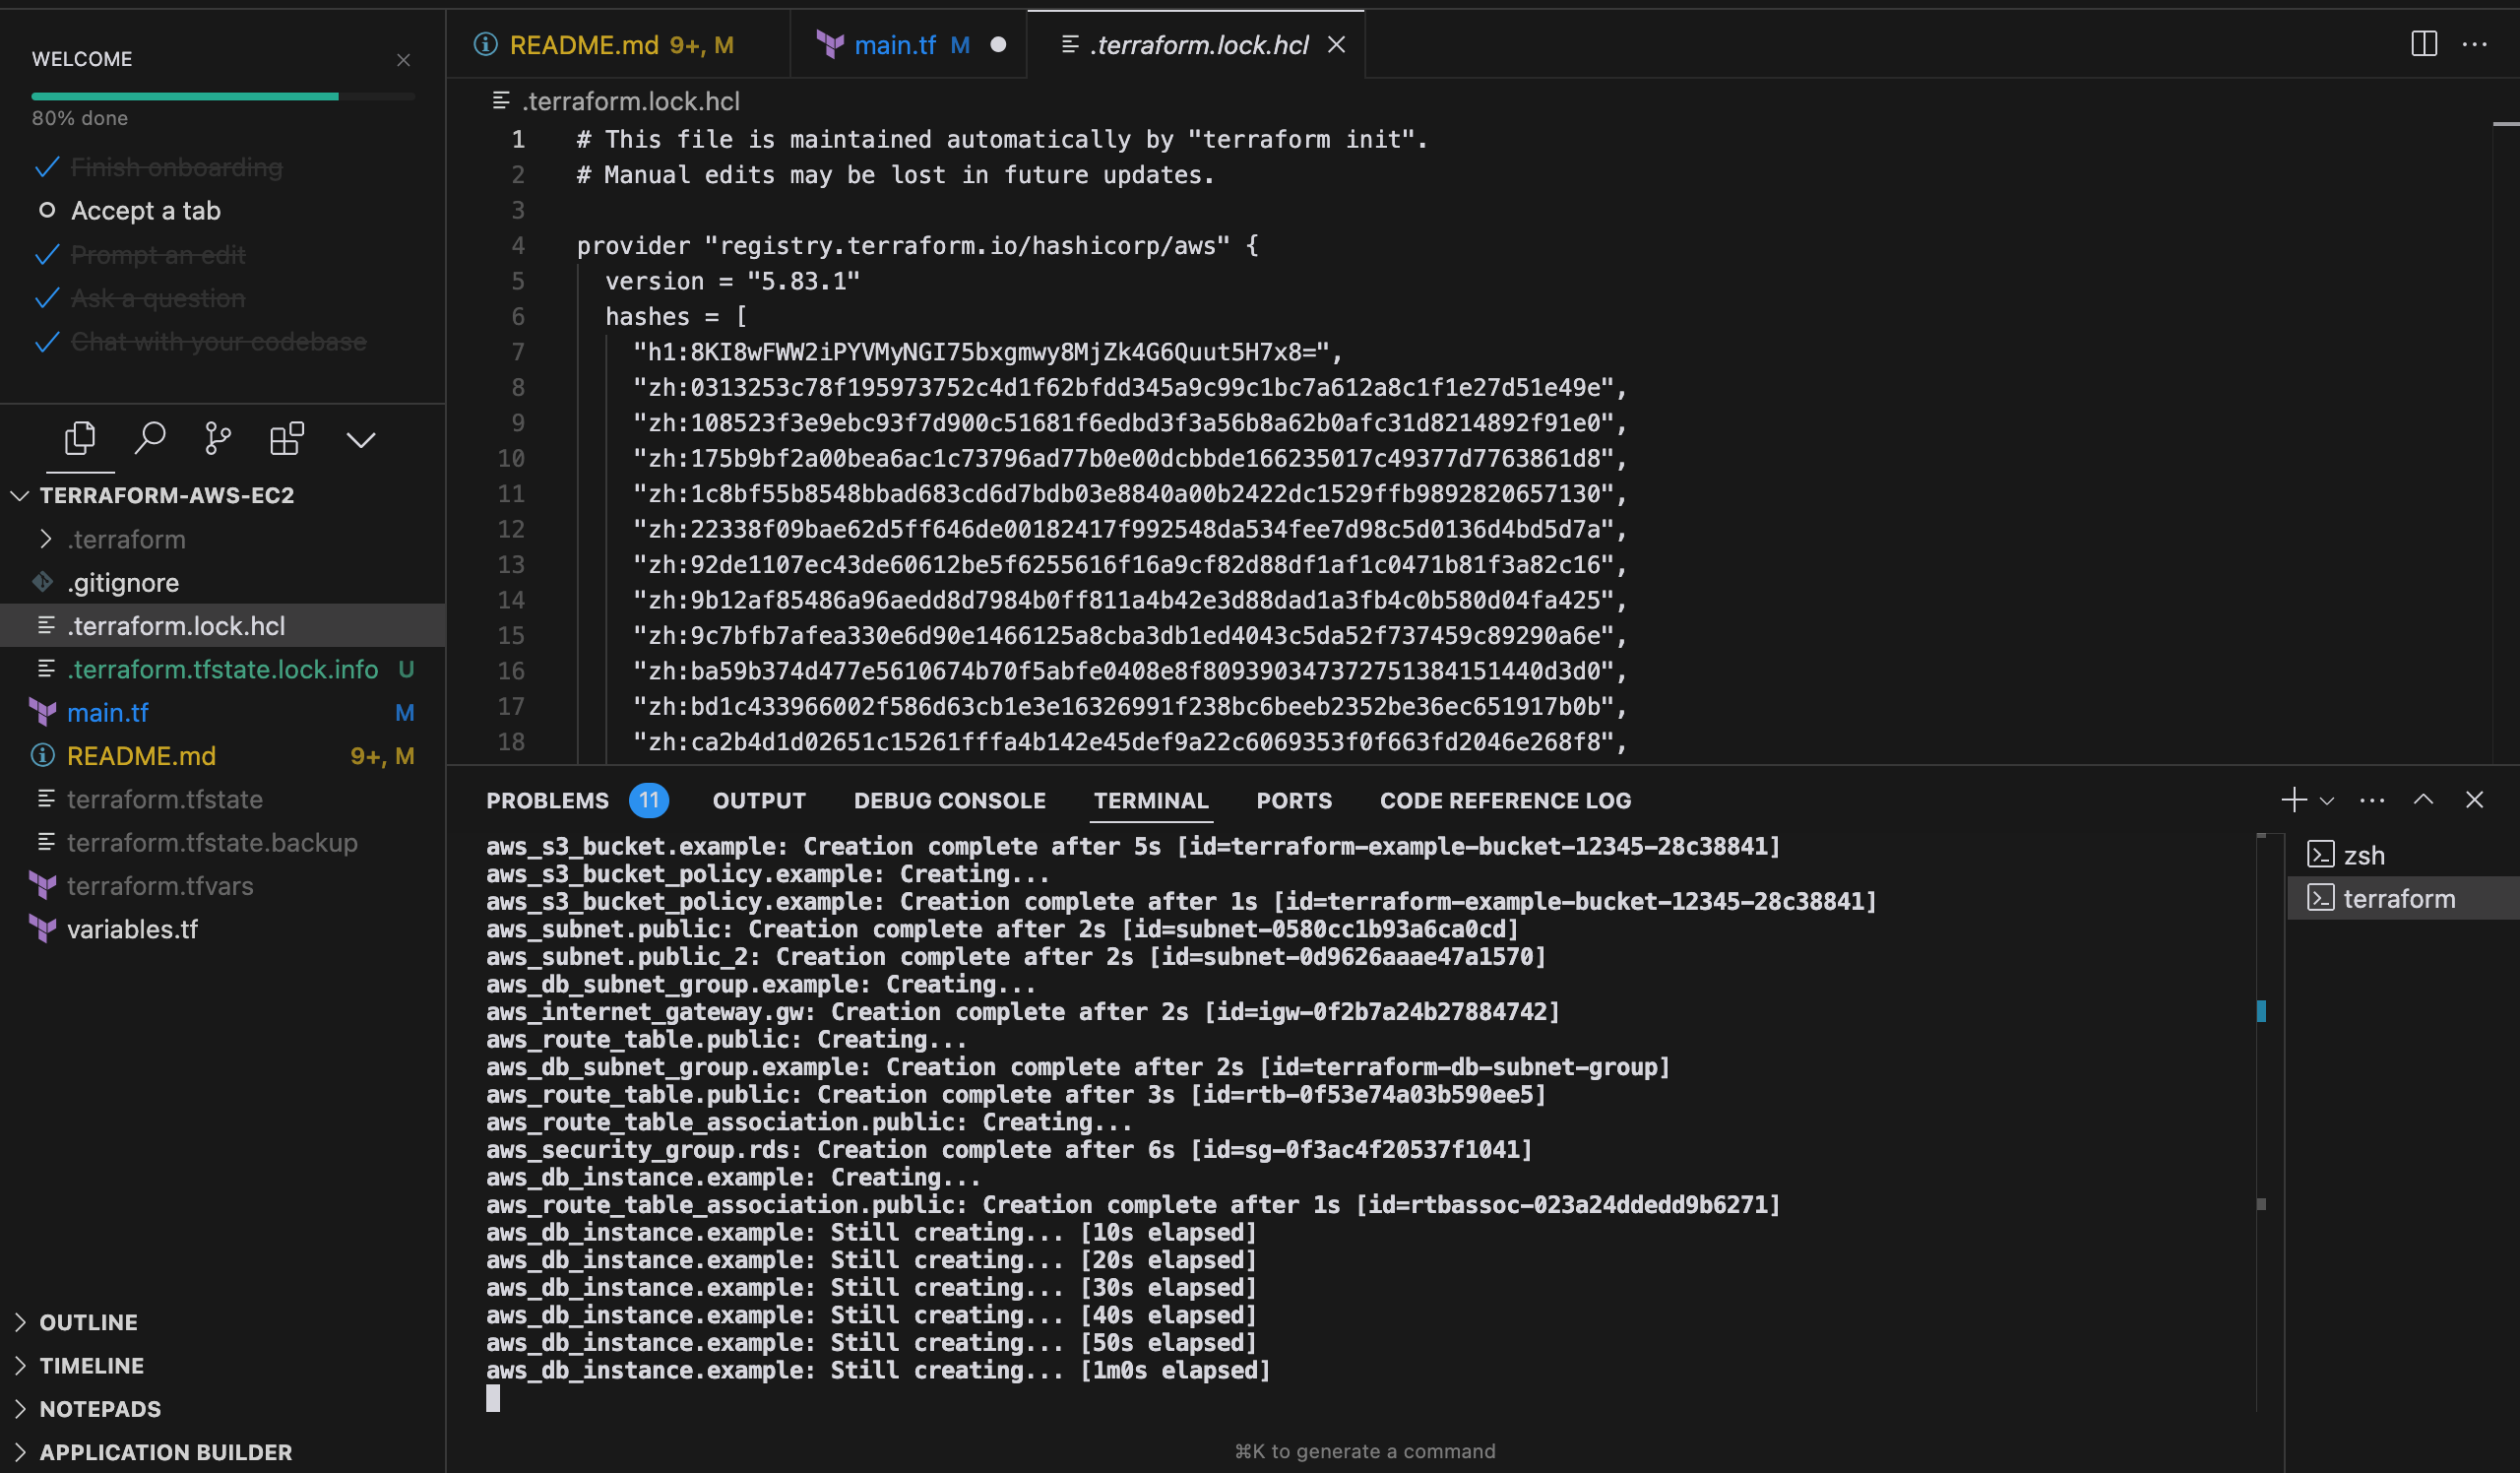 WELCOME
80% done
Finish onboarding
Accept a tab
Prompt an edit
Ask a question
Chat with your codebase
TERRAFORM-AWS-EC2
.terraform
.gitignore
.terraform.lock.hcl
.terraform.tfstate.lock.info U
main.tf M
README.md 9+, M
terraform.tfstate
terraform.tfstate.backup
terraform.tfvars
variables.tf
OUTLINE
TIMELINE
NOTEPADS
APPLICATION BUILDER
README.md 9+, M
main.tf M
.terraform.lock.hcl
.terraform.lock.hcl
1 # This file is maintained automatically by "terraform init".
2 # Manual edits may be lost in future updates.
3
4 provider "registry.terraform.io/hashicorp/aws" {
5 version = "5.83.1"
6 hashes = [
7 "h1:8KI8wFWW2iPYVMyNGI75bxgmwy8MjZk4G6Quut5H7x8=",
8 "zh:0313253c78f195973752c4d1f62bfdd345a9c99c1bc7a612a8c1f1e27d51e49e",
9 "zh:108523f3e9ebc93f7d900c51681f6edbd3f3a56b8a62b0afc31d8214892f91e0",
10 "zh:175b9bf2a00bea6ac1c73796ad77b0e00dcbbde166235017c49377d7763861d8",
11 "zh:1c8bf55b8548bbad683cd6d7bdb03e8840a00b2422dc1529ffb9892820657130",
12 "zh:22338f09bae62d5ff646de00182417f992548da534fee7d98c5d0136d4bd5d7a",
13 "zh:92de1107ec43de60612be5f6255616f16a9cf82d88df1af1c0471b81f3a82c16",
14 "zh:9b12af85486a96aedd8d7984b0ff811a4b42e3d88dad1a3fb4c0b580d04fa425",
15 "zh:9c7bfb7afea330e6d90e1466125a8cba3db1ed4043c5da52f737459c89290a6e",
16 "zh:ba59b374d477e5610674b70f5abfe0408e8f80939034737275138415144​0d3d0",
17 "zh:bd1c433966002f586d63cb1e3e16326991f238bc6beeb2352be36ec651917b0b",
18 "zh:ca2b4d1d02651c15261fffa4b142e45def9a22c6069353f0f663fd2046e268f8",
PROBLEMS 11 OUTPUT DEBUG CONSOLE TERMINAL PORTS CODE REFERENCE LOG
aws_s3_bucket.example: Creation complete after 5s [id=terraform-example-bucket-12345-28c38841]
aws_s3_bucket_policy.example: Creating...
aws_s3_bucket_policy.example: Creation complete after 1s [id=terraform-example-bucket-12345-28c38841]
aws_subnet.public: Creation complete after 2s [id=subnet-0580cc1b93a6ca0cd]
aws_subnet.public_2: Creation complete after 2s [id=subnet-0d9626aaae47a1570]
aws_db_subnet_group.example: Creating...
aws_internet_gateway.gw: Creation complete after 2s [id=igw-0f2b7a24b27884742]
aws_route_table.public: Creating...
aws_db_subnet_group.example: Creation complete after 2s [id=terraform-db-subnet-group]
aws_route_table.public: Creation complete after 3s [id=rtb-0f53e74a03b590ee5]
aws_route_table_association.public: Creating...
aws_security_group.rds: Creation complete after 6s [id=sg-0f3ac4f20537f1041]
aws_db_instance.example: Creating...
aws_route_table_association.public: Creation complete after 1s [id=rtbassoc-023a24ddedd9b6271]
aws_db_instance.example: Still creating... [10s elapsed]
aws_db_instance.example: Still creating... [20s elapsed]
aws_db_instance.example: Still creating... [30s elapsed]
aws_db_instance.example: Still creating... [40s elapsed]
aws_db_instance.example: Still creating... [50s elapsed]
aws_db_instance.example: Still creating... [1m0s elapsed]
zsh
terraform
⌘K to generate a command